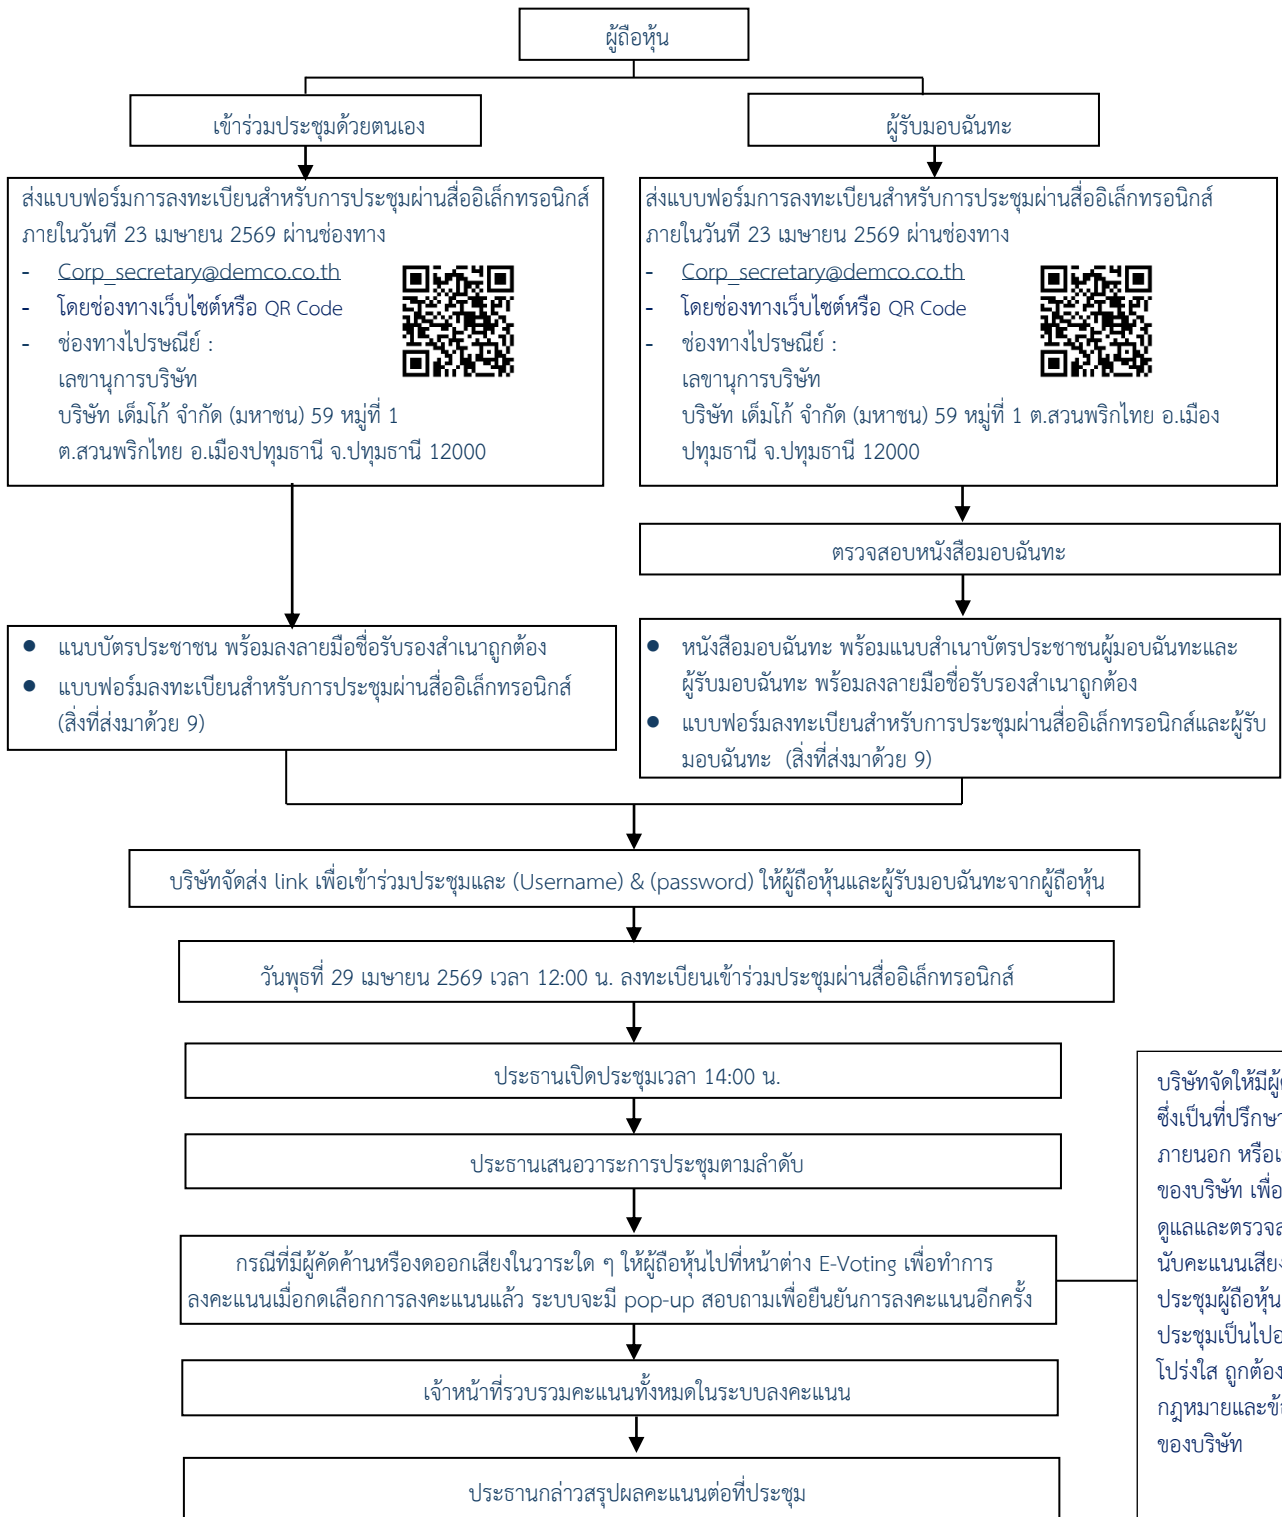 ผู้ถือหุ้น
เข้าร่วมประชุมด้วยตนเอง
ส่งแบบฟอร์มการลงทะเบียนสำหรับการประชุมผ่านสื่ออิเล็กทรอนิกส์
ภายในวันที่ 23 เมษายน 2569 ผ่านช่องทาง
- Corp_secretary@demco.co.th
- โดยช่องทางเว็บไซต์หรือ QR Code
- ช่องทางไปรษณีย์ :
เลขานุการบริษัท
บริษัท เด็มโก้ จำกัด (มหาชน) 59 หมู่ที่ 1
ต.สวนพริกไทย อ.เมืองปทุมธานี จ.ปทุมธานี 12000
● แนบบัตรประชาชน พร้อมลงลายมือชื่อรับรองสำเนาถูกต้อง
● แบบฟอร์มลงทะเบียนสำหรับการประชุมผ่านสื่ออิเล็กทรอนิกส์
(สิ่งที่ส่งมาด้วย 9)
ผู้รับมอบฉันทะ
ส่งแบบฟอร์มการลงทะเบียนสำหรับการประชุมผ่านสื่ออิเล็กทรอนิกส์
ภายในวันที่ 23 เมษายน 2569 ผ่านช่องทาง
- Corp_secretary@demco.co.th
- โดยช่องทางเว็บไซต์หรือ QR Code
- ช่องทางไปรษณีย์ :
เลขานุการบริษัท
บริษัท เด็มโก้ จำกัด (มหาชน) 59 หมู่ที่ 1 ต.สวนพริกไทย อ.เมือง
ปทุมธานี จ.ปทุมธานี 12000
ตรวจสอบหนังสือมอบฉันทะ
● หนังสือมอบฉันทะ พร้อมแนบสำเนาบัตรประชาชนผู้มอบฉันทะและ
ผู้รับมอบฉันทะ พร้อมลงลายมือชื่อรับรองสำเนาถูกต้อง
● แบบฟอร์มลงทะเบียนสำหรับการประชุมผ่านสื่ออิเล็กทรอนิกส์และผู้รับ
มอบฉันทะ (สิ่งที่ส่งมาด้วย 9)
บริษัทจัดส่ง link เพื่อเข้าร่วมประชุมและ (Username) & (password) ให้ผู้ถือหุ้นและผู้รับมอบฉันทะจากผู้ถือหุ้น
วันพุธที่ 29 เมษายน 2569 เวลา 12:00 น. ลงทะเบียนเข้าร่วมประชุมผ่านสื่ออิเล็กทรอนิกส์
ประธานเปิดประชุมเวลา 14:00 น.
ประธานเสนอวาระการประชุมตามลำดับ
กรณีที่มีผู้คัดค้านหรืองดออกเสียงในวาระใด ๆ ให้ผู้ถือหุ้นไปที่หน้าต่าง E-Voting เพื่อทำการ
ลงคะแนนเมื่อกดเลือกการลงคะแนนแล้ว ระบบจะมี pop-up สอบถามเพื่อยืนยันการลงคะแนนอีกครั้ง
เจ้าหน้าที่รวบรวมคะแนนทั้งหมดในระบบลงคะแนน
ประธานกล่าวสรุปผลคะแนนต่อที่ประชุม
บริษัทจัดให้มี
ซึ่งเป็นที่ปรึกษา
ภายนอก หรือ
ของบริษัท เพื่อ
ดูแลและ
นับคะแนนเสียง
ประชุมผู้ถือหุ้น
ประชุมเป็นไป
โปร่งใส ถูกต้อง
กฎหมายและ
ของบริษัท